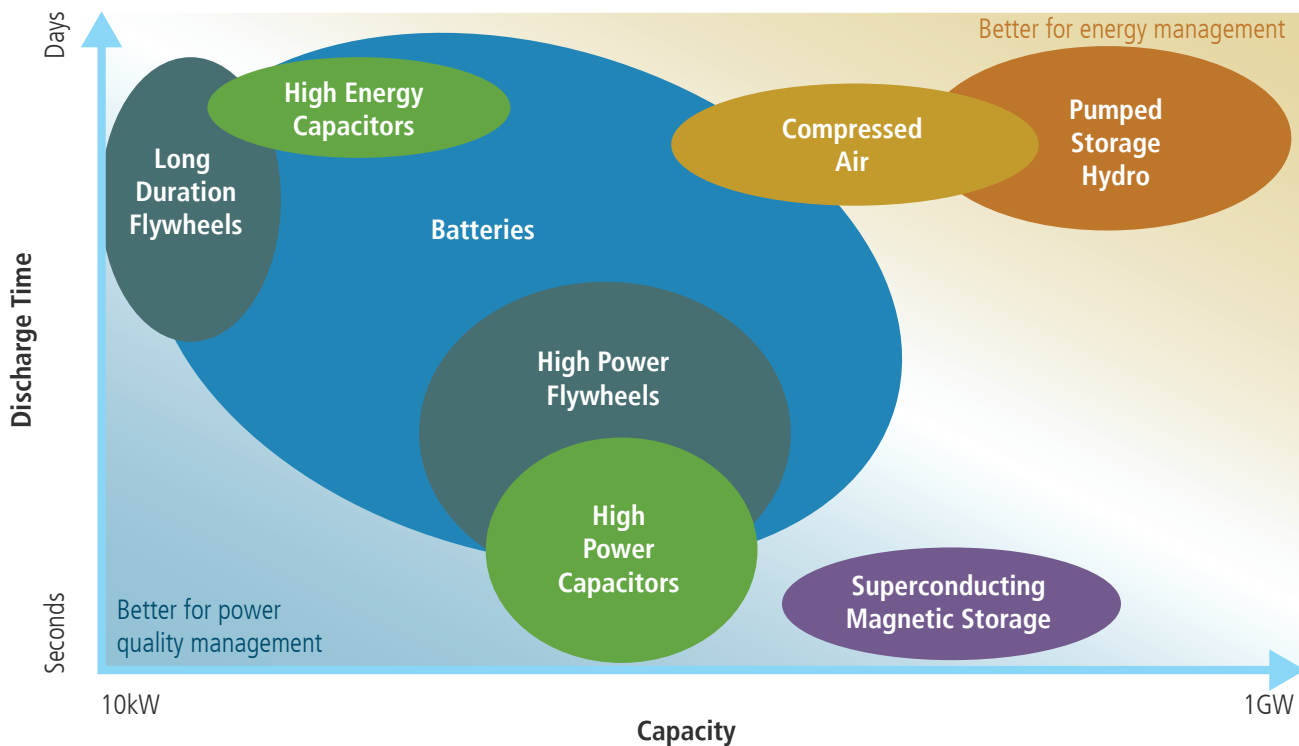 Days
Better for energy management
High Energy
Capacitors
Pumped
Storage
Hydro
Compressed
Air
Long
Duration
Flywheels
Batteries
Discharge Time
High Power
Flywheels
High
Power
Capacitors
Superconducting
Magnetic Storage
Better for power
quality management
Seconds
10kW
1GW
Capacity